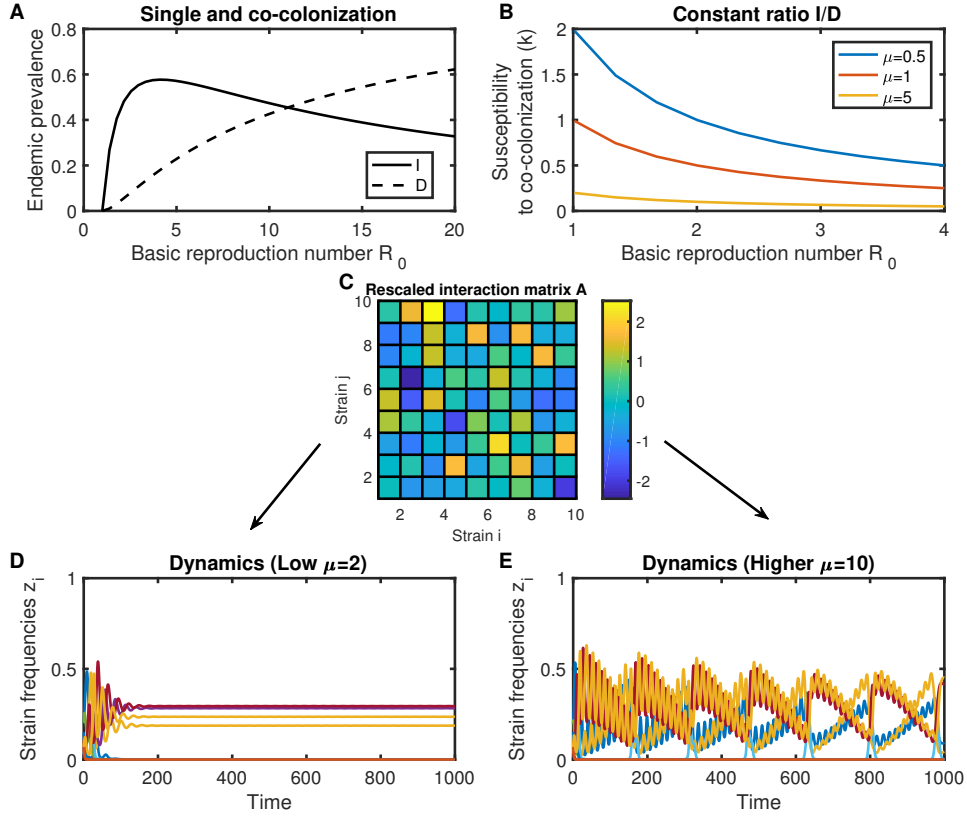 A
Single and co-colonization
Endemic prevalence
0.8
0.6
0.4
0.2
0
0 5 10 15 20
Basic reproduction number R_0
I
D
B
Constant ratio I/D
Susceptibility
to co-colonization (k)
2
1.5
1
0.5
0
1 2 3 4
Basic reproduction number R_0
μ=0.5
μ=1
μ=5
C
Rescaled interaction matrix A
Strain j
10
8
6
4
2
2 4 6 8 10
Strain i
2
1
0
-1
-2
D
Dynamics (Low μ=2)
Strain frequencies z_i
1
0.5
0
0 200 400 600 800 1000
Time
E
Dynamics (Higher μ=10)
Strain frequencies z_i
1
0.5
0
0 200 400 600 800 1000
Time